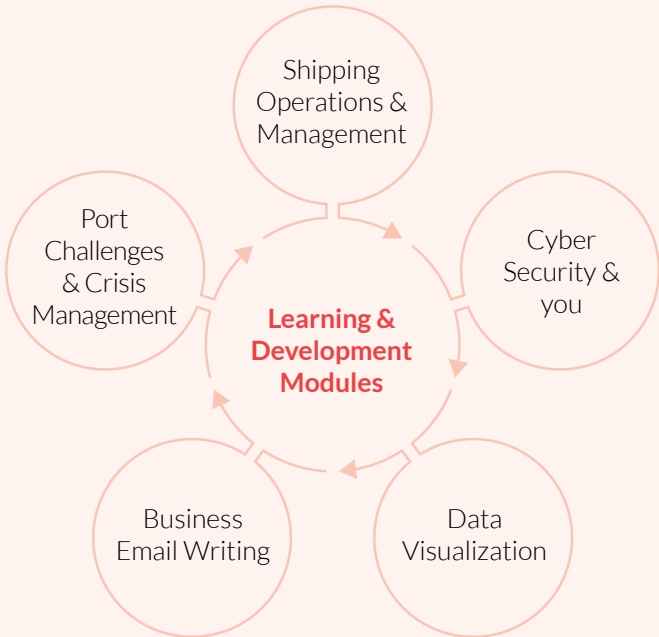 Shipping
Operations &
Management
Cyber
Security &
you
Data
Visualization
Business
Email Writing
Port
Challenges
& Crisis
Management
Learning &
Development
Modules